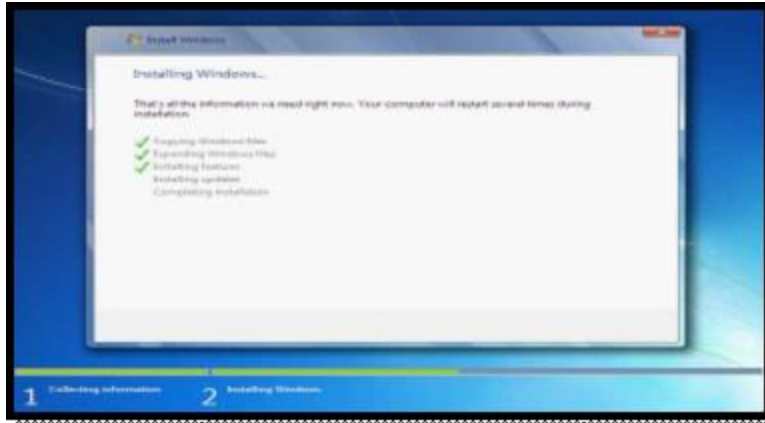 Install Windows
Installing Windows...
That's all the information we need right now. Your computer will restart several times during
installation.
Copying Windows files
Expanding Windows files
Installing features
Installing updates
Completing installation
1 Collecting information
2 Installing Windows